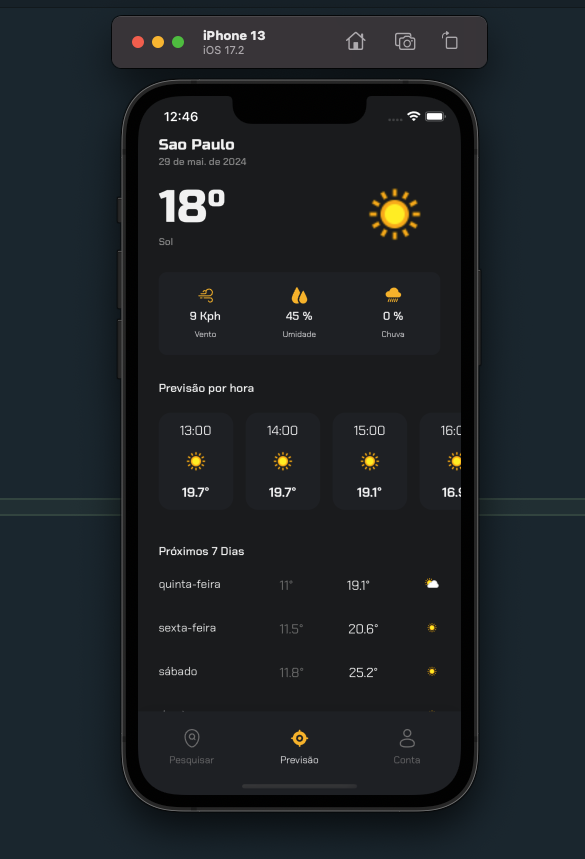 iPhone 13
iOS 17.2
12:46
Sao Paulo
29 de mai. de 2024
18º
Sol
9 Kph 45 % 0 %
Vento Umidade Chuva
Previsão por hora
13:00 14:00 15:00 16:0
19.7° 19.7° 19.1° 16.9
Próximos 7 Dias
quinta-feira 11° 19.1°
sexta-feira 11.5° 20.6°
sábado 11.8° 25.2°
Pesquisar Previsão Conta